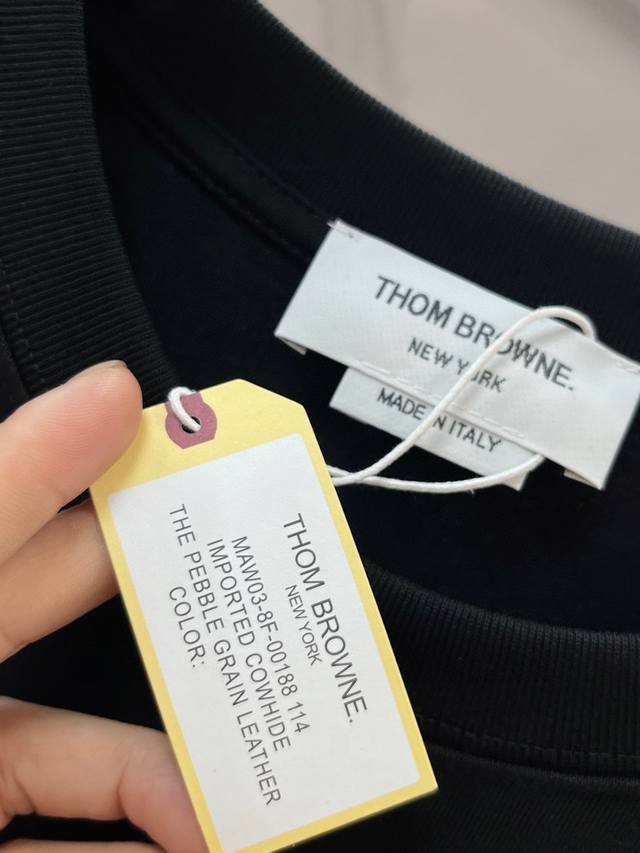 THOM BROWNE.
NEW YORK
MADE IN ITALY
THOM BROWNE.
NEW YORK
MAW03-8F-00188 114
IMPORTED COWHIDE
THE PEBBLE GRAIN LEATHER
COLOR: